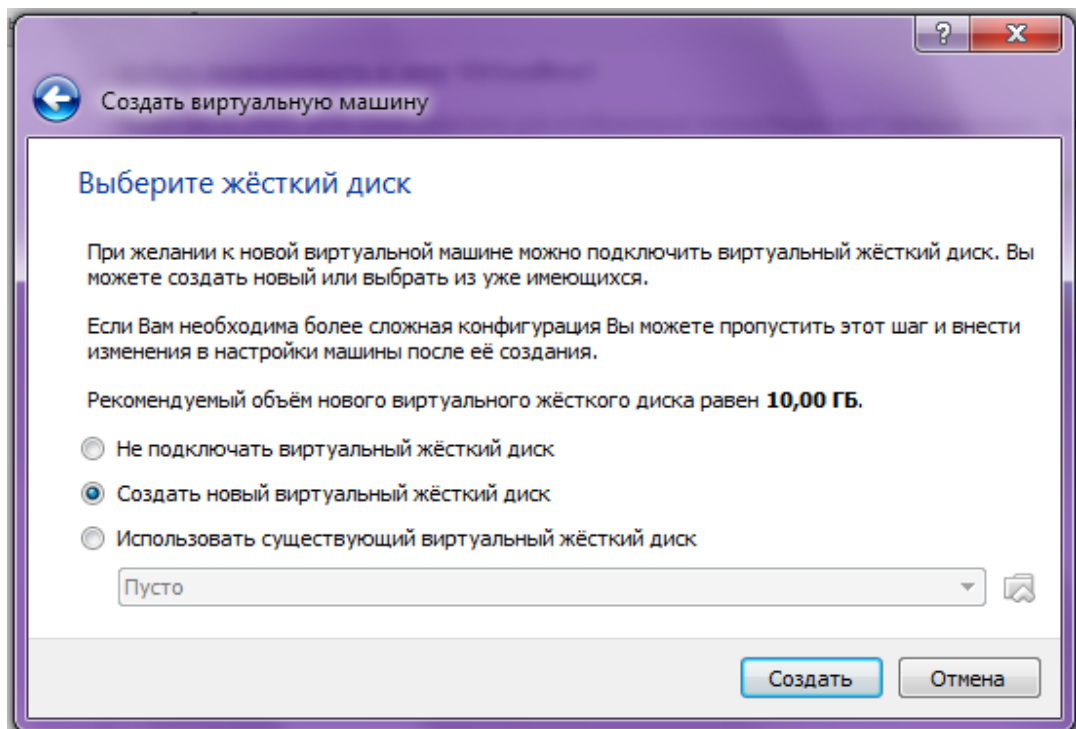 Создать виртуальную машину
Выберите жёсткий диск
При желании к новой виртуальной машине можно подключить виртуальный жёсткий диск. Вы
можете создать новый или выбрать из уже имеющихся.
Если Вам необходима более сложная конфигурация Вы можете пропустить этот шаг и внести
изменения в настройки машины после её создания.
Рекомендуемый объём нового виртуального жёсткого диска равен 10,00 ГБ.
Не подключать виртуальный жёсткий диск
Создать новый виртуальный жёсткий диск
Использовать существующий виртуальный жёсткий диск
Пусто
Создать Отмена